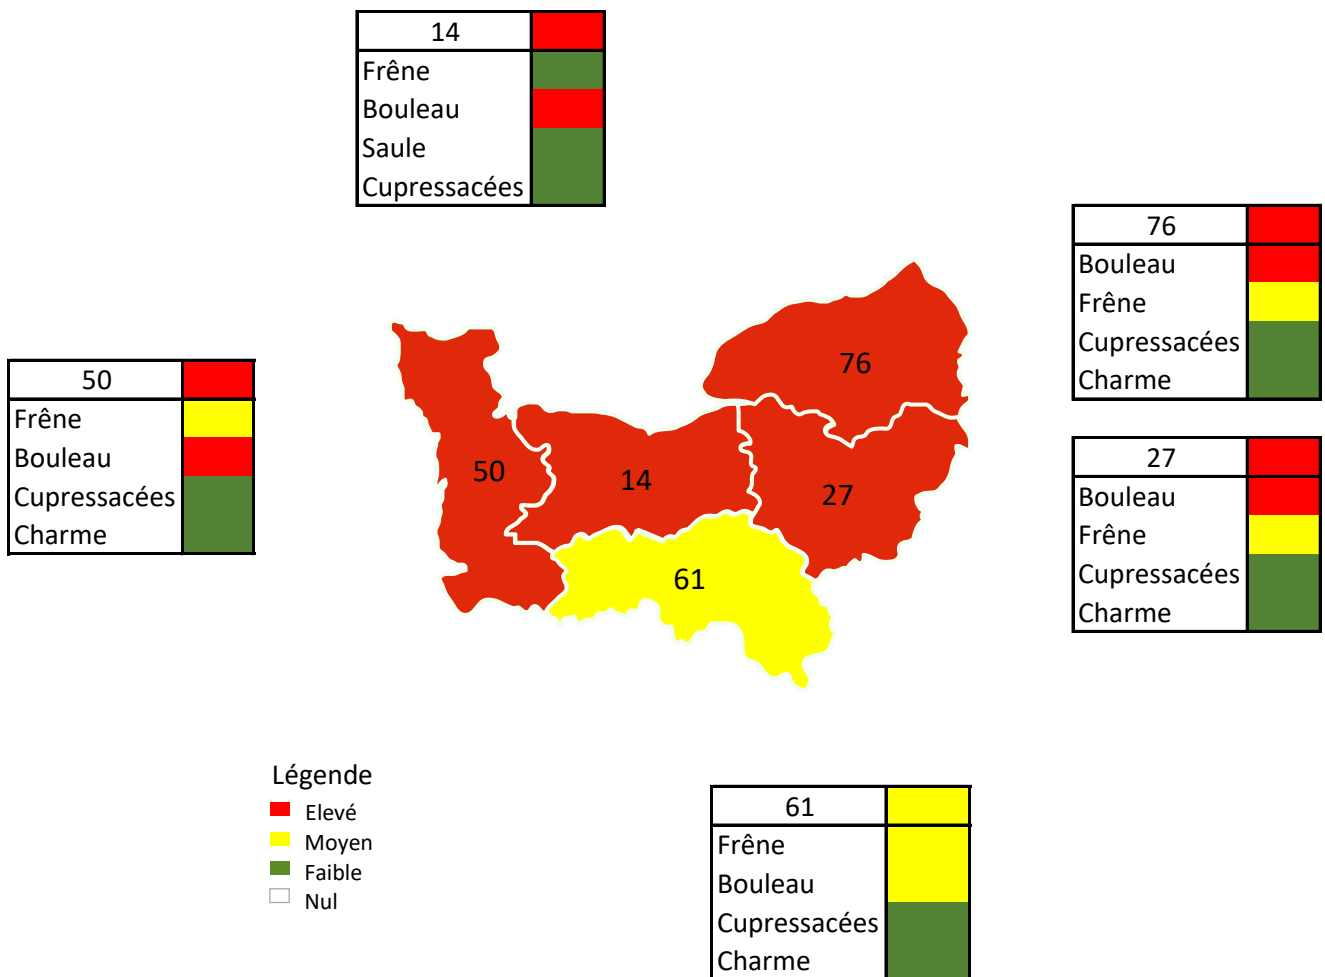 14
Frêne
Bouleau
Saule
Cupressacées
76
Bouleau
Frêne
Cupressacées
Charme
50
Frêne
Bouleau
Cupressacées
Charme
27
Bouleau
Frêne
Cupressacées
Charme
76
50
14
27
61
Légende
Elevé
Moyen
Faible
Nul
61
Frêne
Bouleau
Cupressacées
Charme